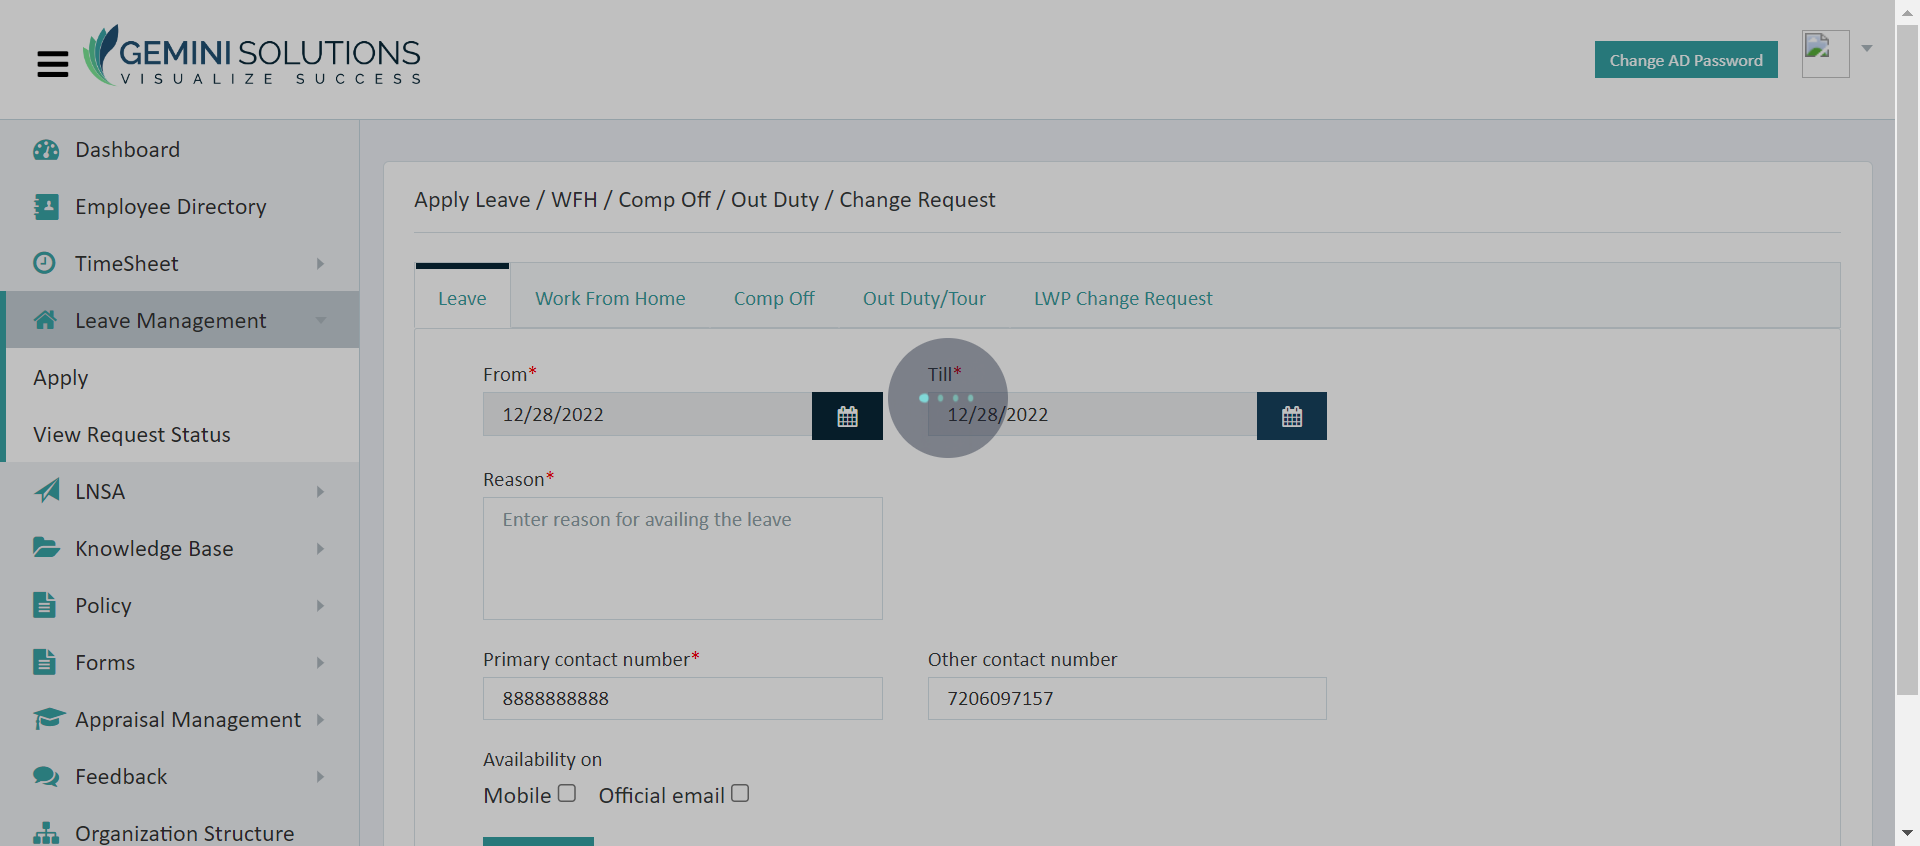 GEMINI SOLUTIONS
VISUALIZE SUCCESS
Change AD Password
Dashboard
Employee Directory
TimeSheet
Leave Management
Apply
View Request Status
LNSA
Knowledge Base
Policy
Forms
Appraisal Management
Feedback
Organization Structure
Apply Leave / WFH / Comp Off / Out Duty / Change Request
Leave Work From Home Comp Off Out Duty/Tour LWP Change Request
From* Till*
12/28/2022 12/28/2022
Reason*
Enter reason for availing the leave
Primary contact number* Other contact number
8888888888 7206097157
Availability on
Mobile Official email